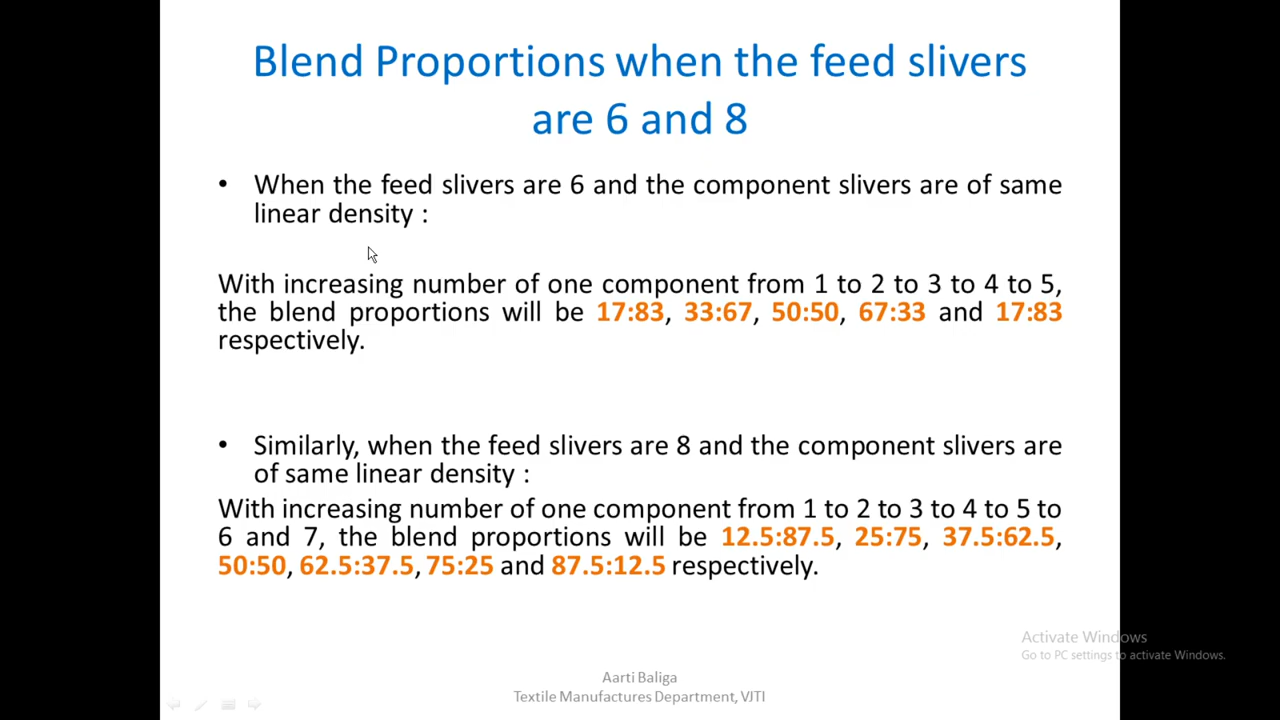 Blend Proportions when the feed slivers
are 6 and 8
• When the feed slivers are 6 and the component slivers are of same
linear density :
With increasing number of one component from 1 to 2 to 3 to 4 to 5,
the blend proportions will be 17:83, 33:67, 50:50, 67:33 and 17:83
respectively.
• Similarly, when the feed slivers are 8 and the component slivers are
of same linear density :
With increasing number of one component from 1 to 2 to 3 to 4 to 5 to
6 and 7, the blend proportions will be 12.5:87.5, 25:75, 37.5:62.5,
50:50, 62.5:37.5, 75:25 and 87.5:12.5 respectively.
Activate Windows
Go to PC settings to activate Windows.
Aarti Baliga
Textile Manufactures Department, VJTI